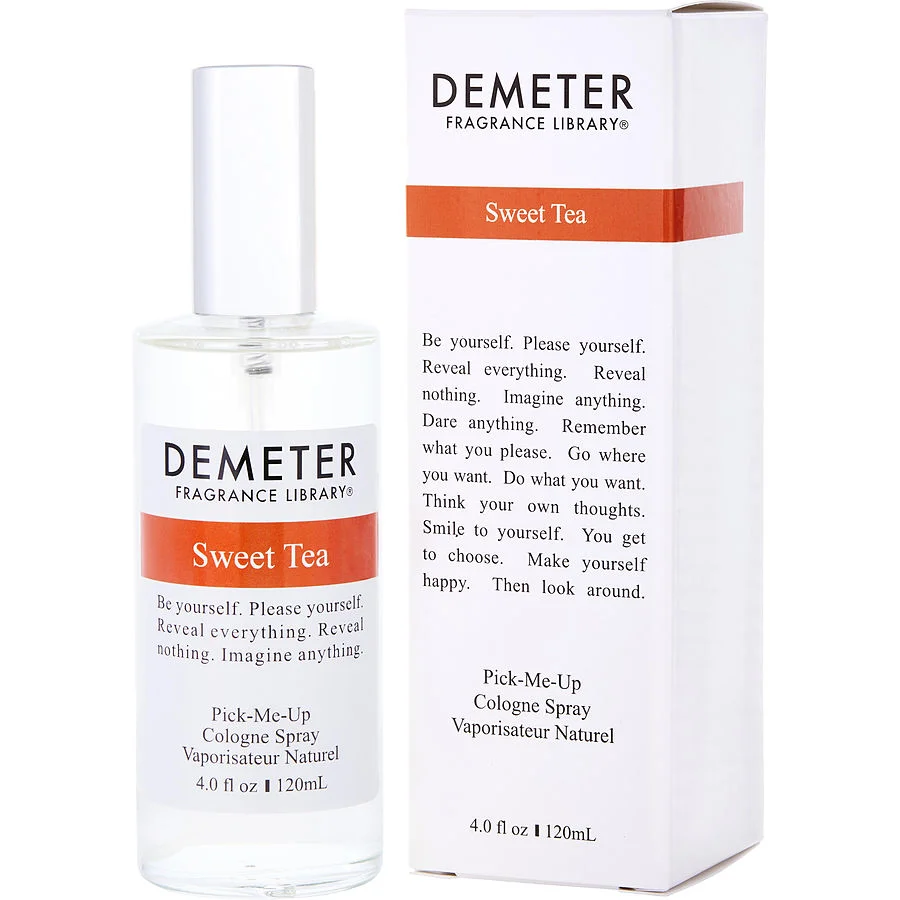 DEMETER
FRAGRANCE LIBRARY®
Sweet Tea
Be yourself. Please yourself.
Reveal everything. Reveal
nothing. Imagine anything.
Pick-Me-Up
Cologne Spray
Vaporisateur Naturel
4.0 fl oz ▌120mL
DEMETER
FRAGRANCE LIBRARY®
Sweet Tea
Be yourself. Please yourself.
Reveal everything. Reveal
nothing. Imagine anything.
Dare anything. Remember
what you please. Go where
you want. Do what you want.
Think your own thoughts.
Smile to yourself. You get
to choose. Make yourself
happy. Then look around.
Pick-Me-Up
Cologne Spray
Vaporisateur Naturel
4.0 fl oz ▌120mL